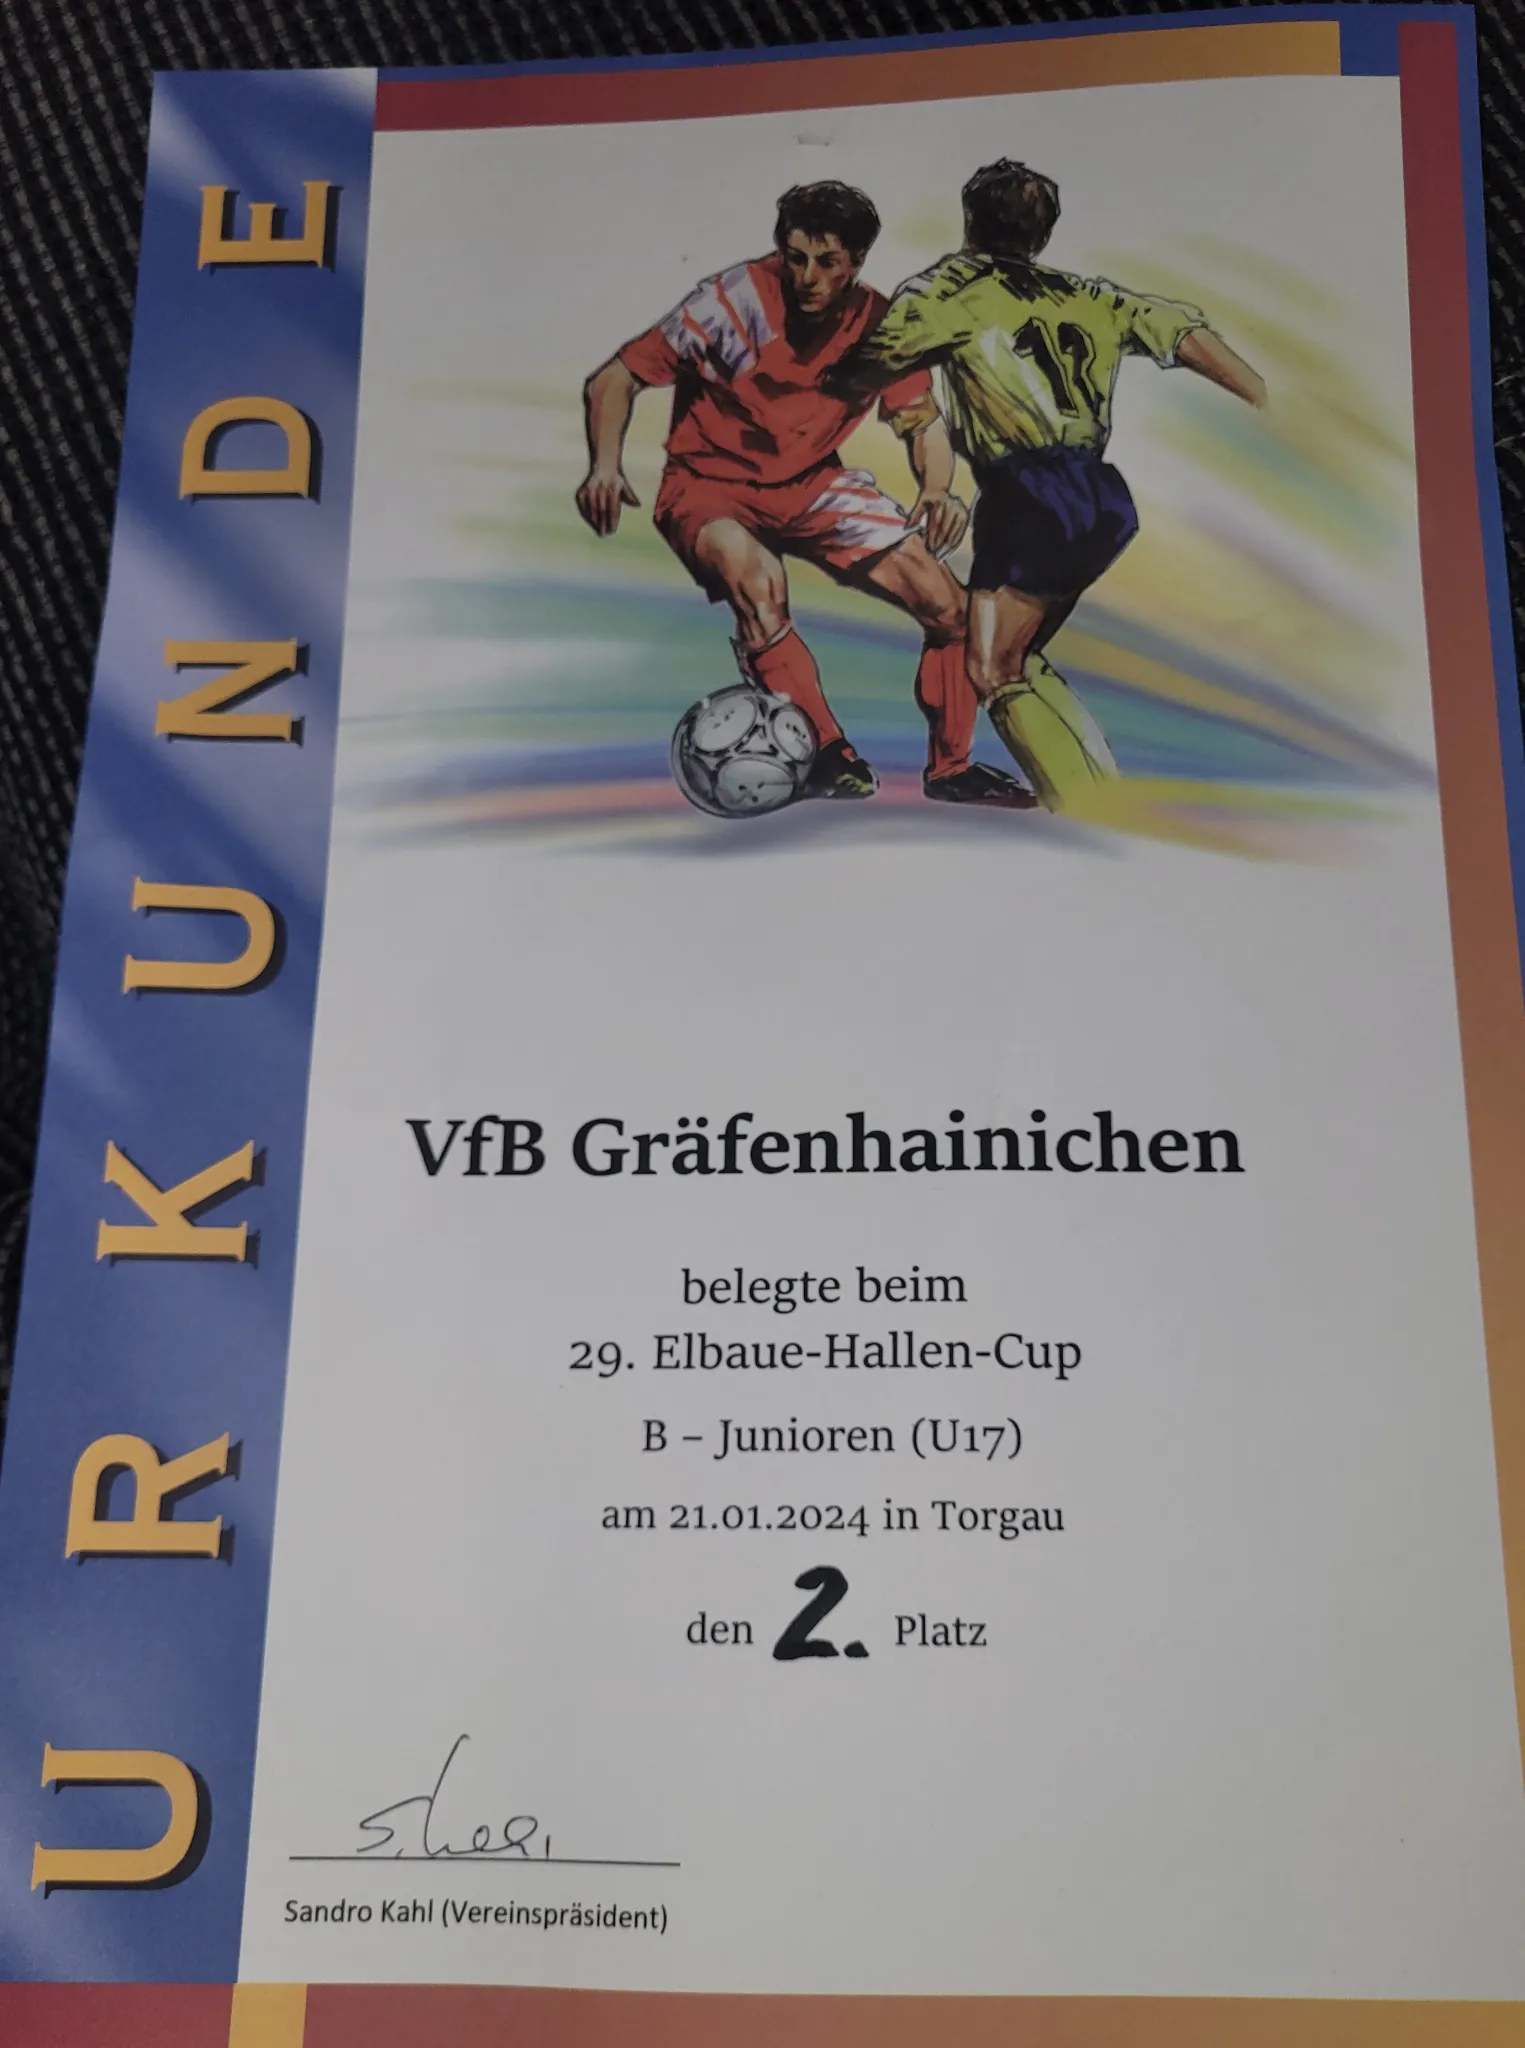 URKUNDE
11
VfB Gräfenhainichen
belegte beim
29. Elbaue-Hallen-Cup
B – Junioren (U17)
am 21.01.2024 in Torgau
den 2. Platz
Sandro Kahl (Vereinspräsident)